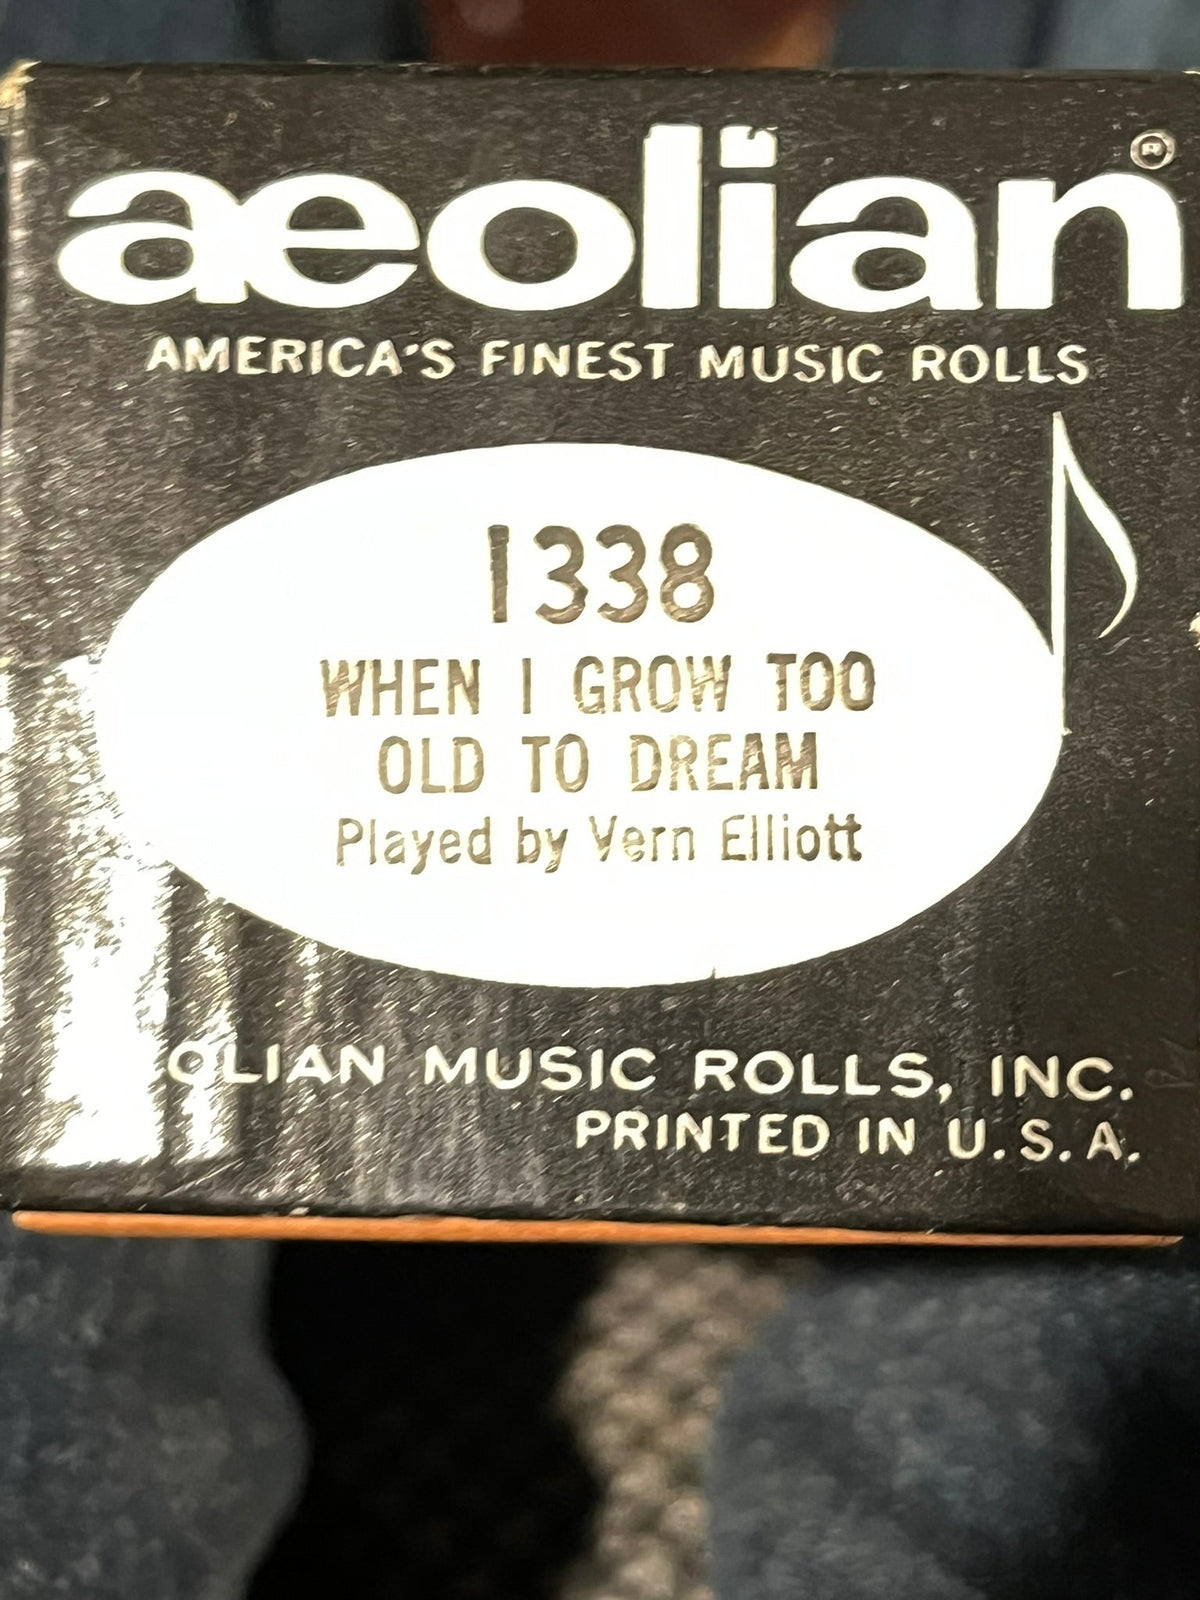 aeolian®
AMERICA'S FINEST MUSIC ROLLS
1338
WHEN I GROW TOO
OLD TO DREAM
Played by Vern Elliott
OLIAN MUSIC ROLLS, INC.
PRINTED IN U.S.A.